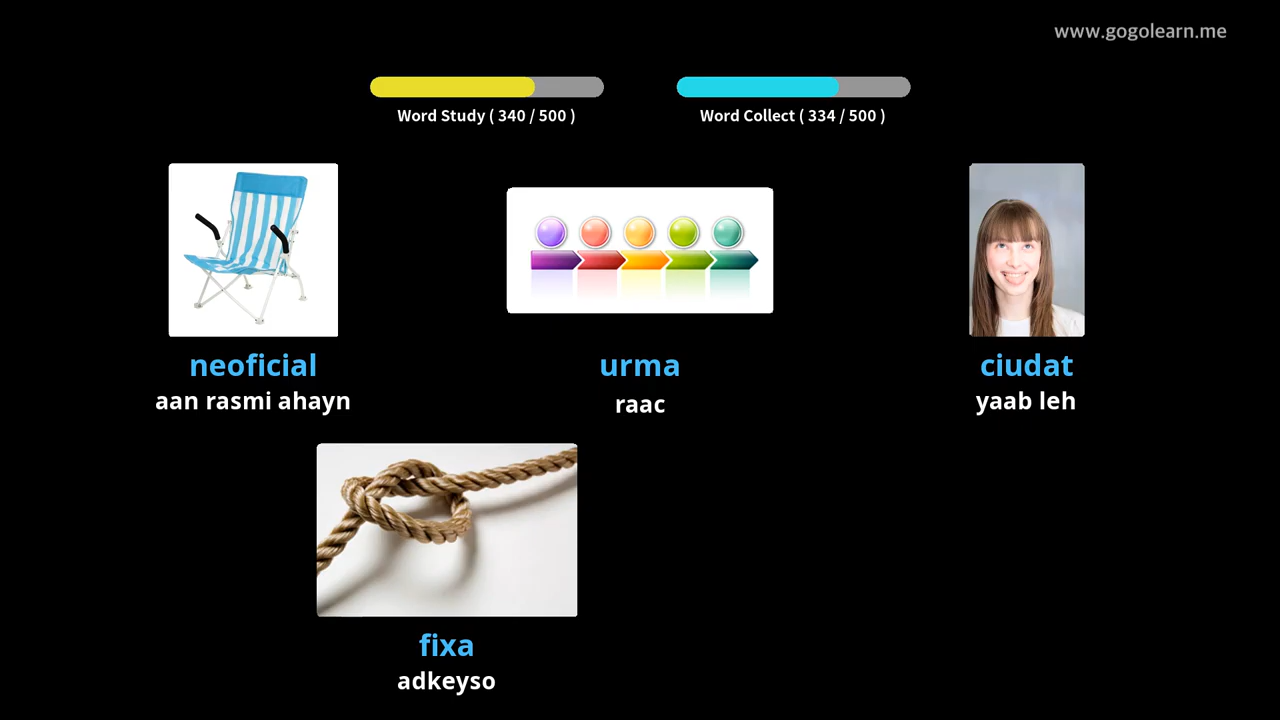 www.gogolearn.me
Word Study ( 340 / 500 )
Word Collect ( 334 / 500 )
neoficial
aan rasmi ahayn
urma
raac
ciudat
yaab leh
fixa
adkeyso